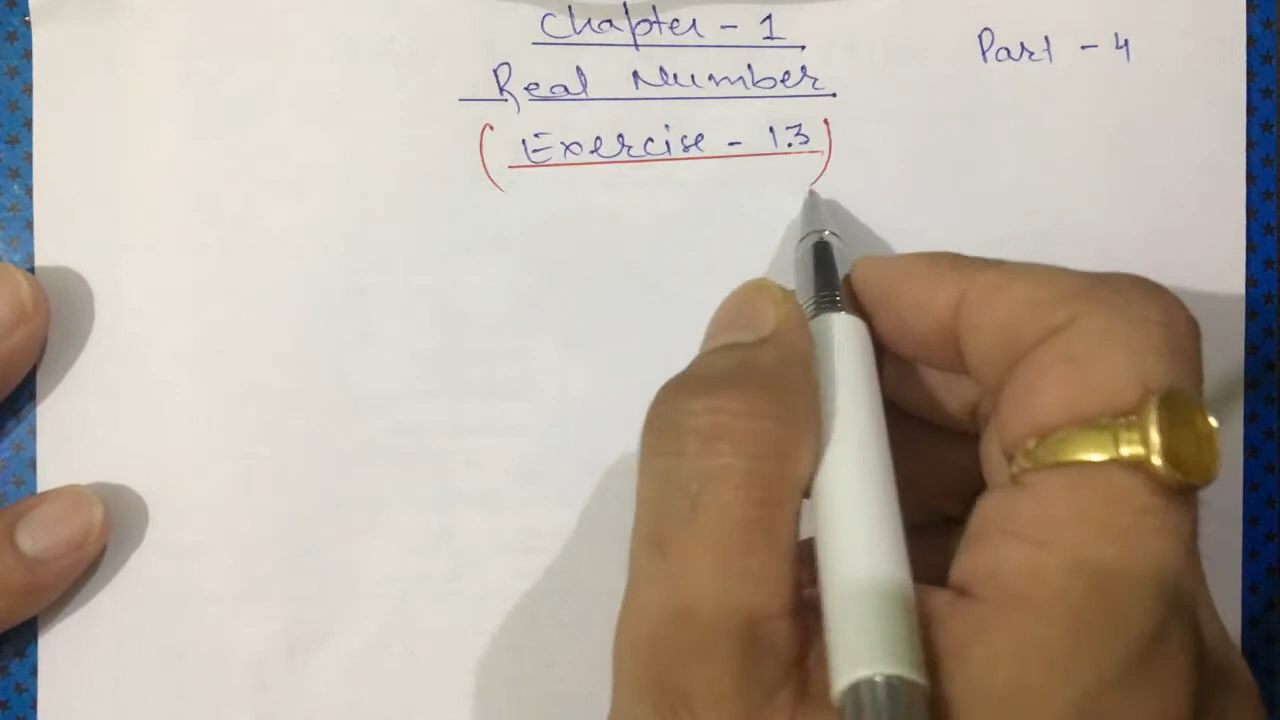 Chapter - 1
Part - 4
Real Number
(Exercise - 1.3)